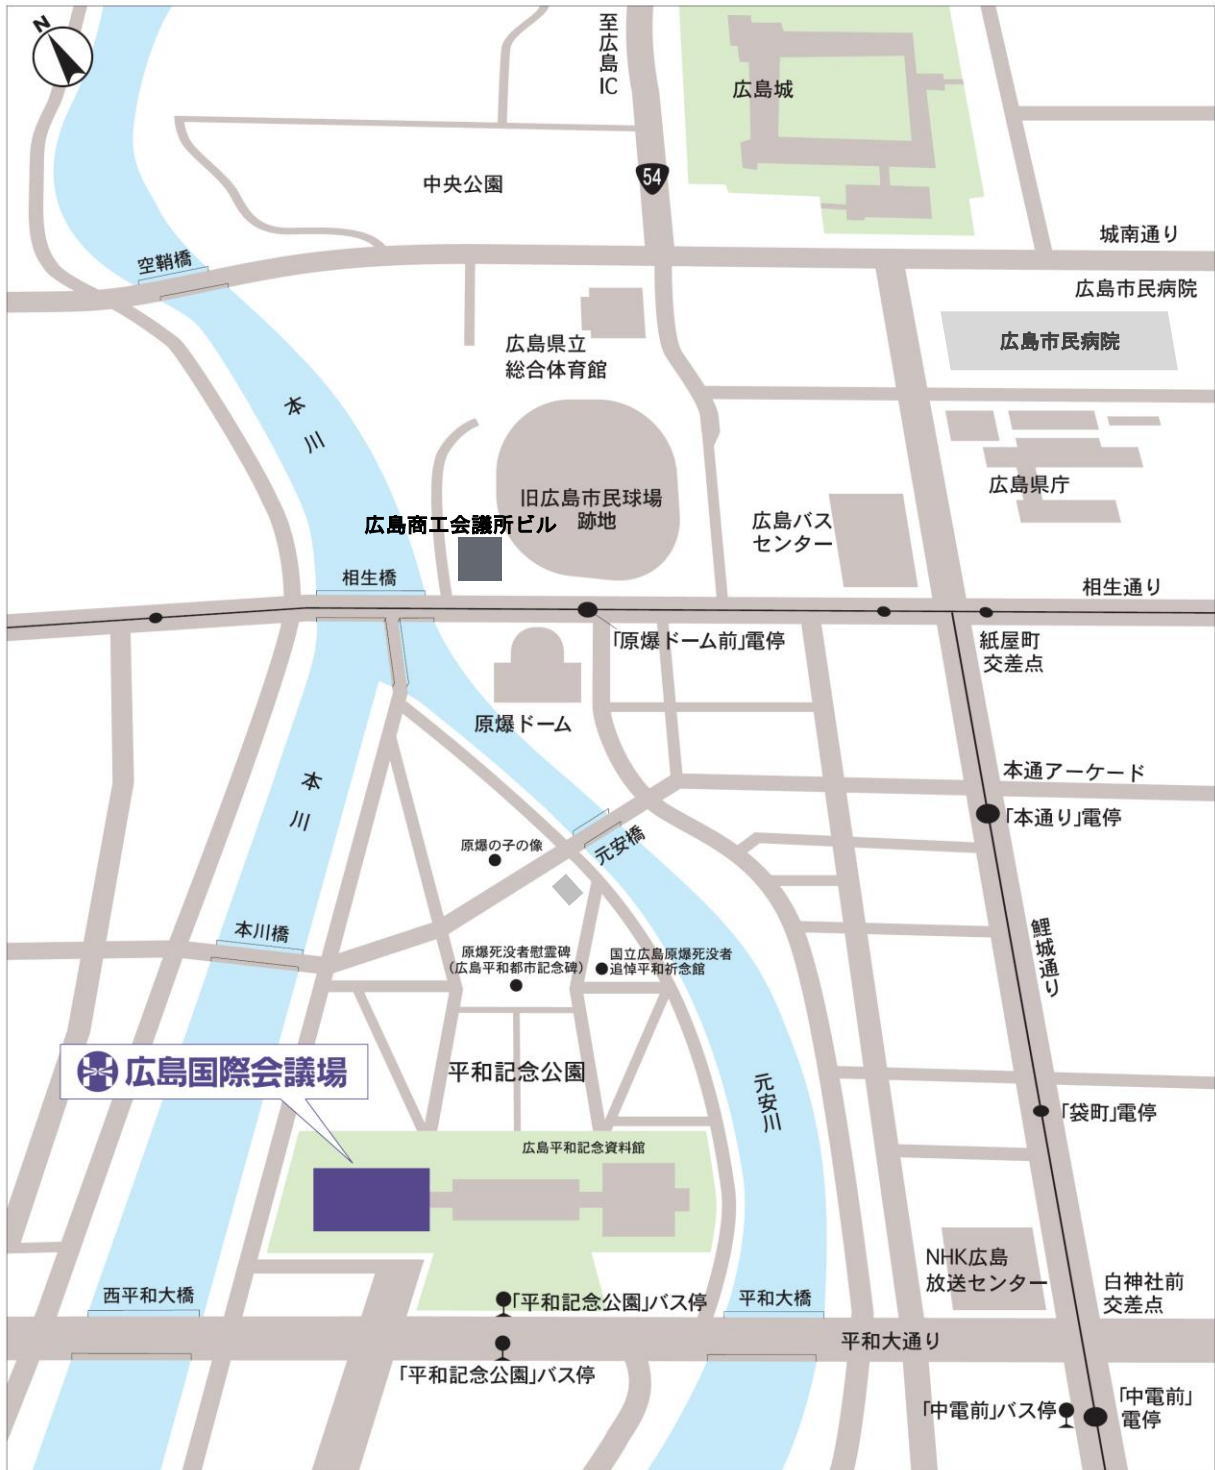 N
至広島IC
広島城
54
中央公園
城南通り
空鞘橋
広島市民病院
広島市民病院
広島県立
総合体育館
本川
旧広島市民球場
跡地
広島県庁
広島商工会議所ビル
広島バス
センター
相生橋
相生通り
「原爆ドーム前」電停
紙屋町
交差点
原爆ドーム
本通アーケード
本川
「本通り」電停
原爆の子の像
元安橋
本川橋
鯉城通り
原爆死没者慰霊碑
(広島平和都市記念碑)
国立広島原爆死没者
追悼平和祈念館
広島国際会議場
平和記念公園
元安川
「袋町」電停
広島平和記念資料館
NHK広島
放送センター
白神社前
交差点
西平和大橋
「平和記念公園」バス停
平和大橋
平和大通り
「平和記念公園」バス停
「中電前」バス停
「中電前」
電停